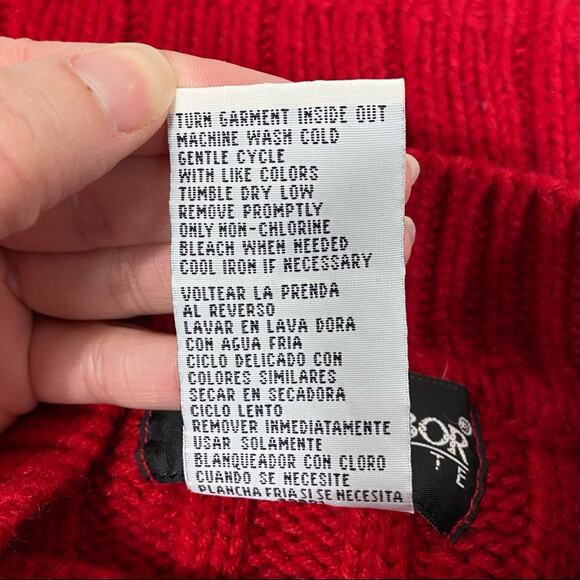 TURN GARMENT INSIDE OUT
MACHINE WASH COLD
GENTLE CYCLE
WITH LIKE COLORS
TUMBLE DRY LOW
REMOVE PROMPTLY
ONLY NON-CHLORINE
BLEACH WHEN NEEDED
COOL IRON IF NECESSARY
VOLTEAR LA PRENDA
AL REVERSO
LAVAR EN LAVA DORA
CON AGUA FRIA
CICLO DELICADO CON
COLORES SIMILARES
SECAR EN SECADORA
CICLO LENTO
REMOVER INMEDIATAMENTE
USAR SOLAMENTE
BLANQUEADOR CON CLORO
CUANDO SE NECESITE
PLANCHA FRIA SI SE NECESITA